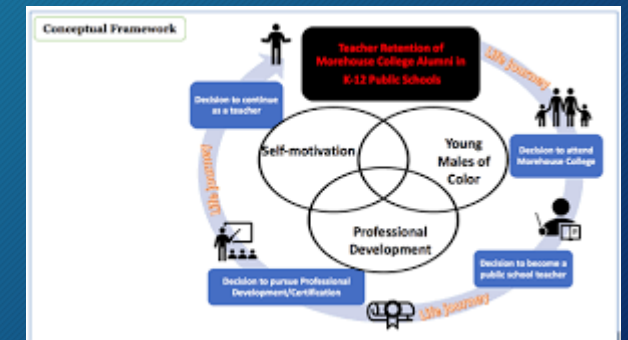 Conceptual Framework
Teacher Retention of
Morehouse College Alumni in
K-12 Public Schools
Life journey
Decision to continue
as a teacher
Self-motivation
Young
Males of
Color
Decision to attend
Morehouse College
Life journey
Professional
Development
Decision to become a
public school teacher
Decision to pursue Professional
Development/Certification
Life journey